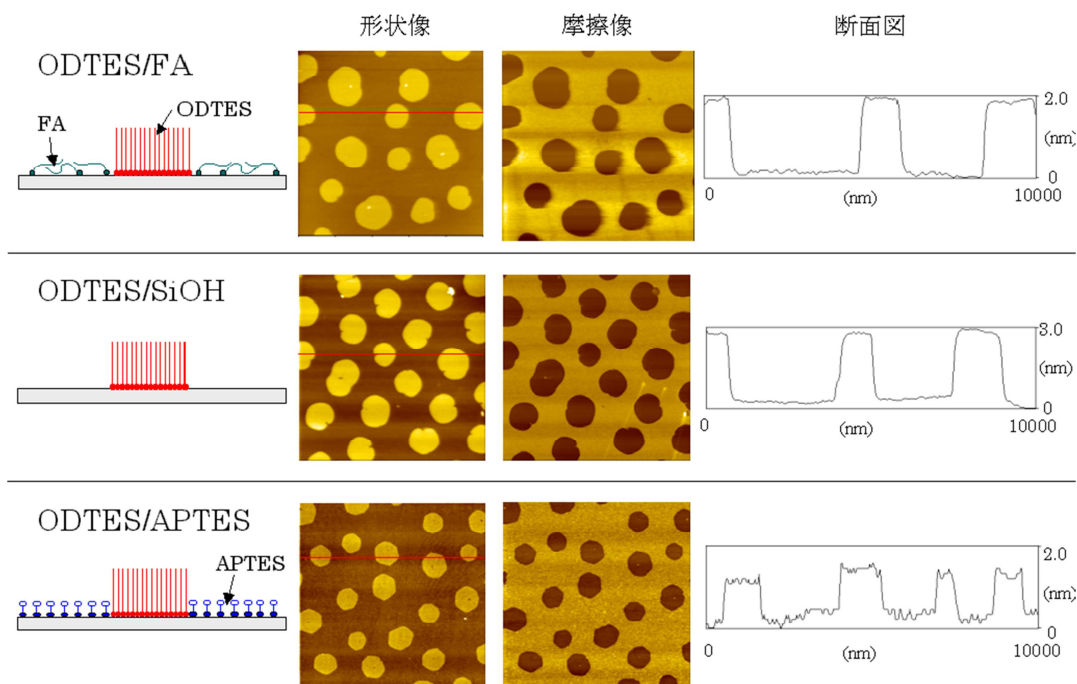 形状像 摩擦像 断面図
ODTES/FA
ODTES
FA
2.0
(nm)
0
0 (nm) 10000
ODTES/SiOH
3.0
(nm)
0
0 10000
(nm)
ODTES/APTES
APTES
2.0
(nm)
0
0 (nm) 10000